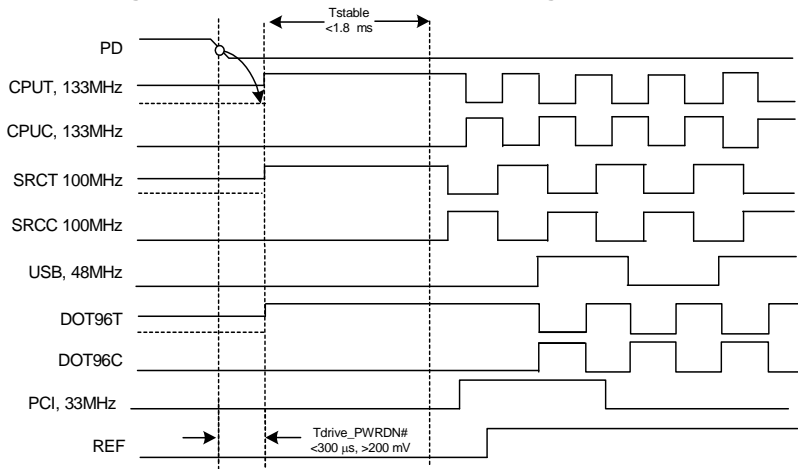 Tstable
<1.8 ms
PD
CPUT, 133MHz
CPUC, 133MHz
SRCT 100MHz
SRCC 100MHz
USB, 48MHz
DOT96T
DOT96C
PCI, 33MHz
Tdrive_PWRDN#
<300 µs, >200 mV
REF